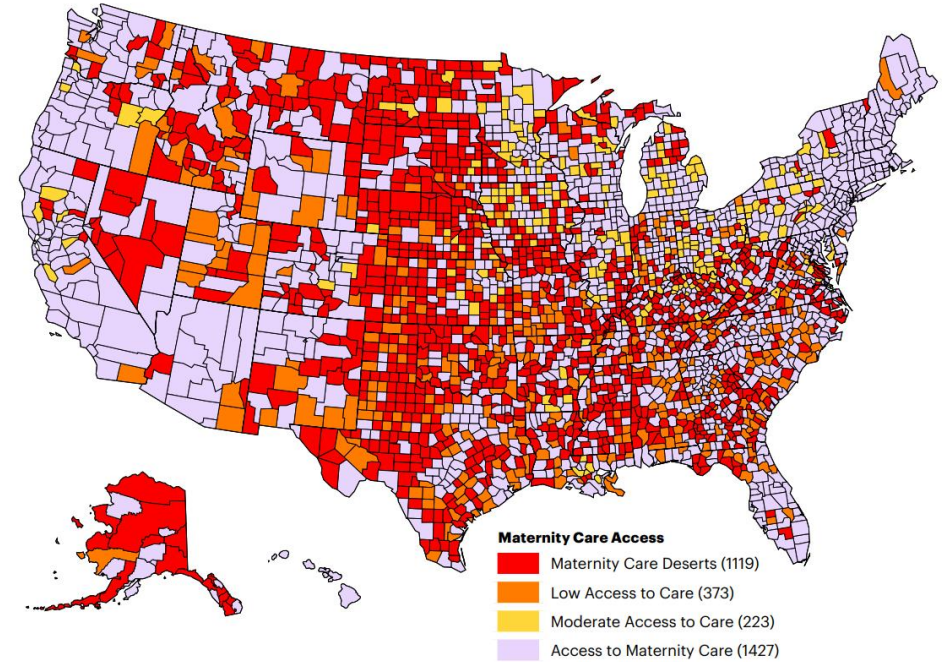 Maternity Care Access
Maternity Care Deserts (1119)
Low Access to Care (373)
Moderate Access to Care (223)
Access to Maternity Care (1427)